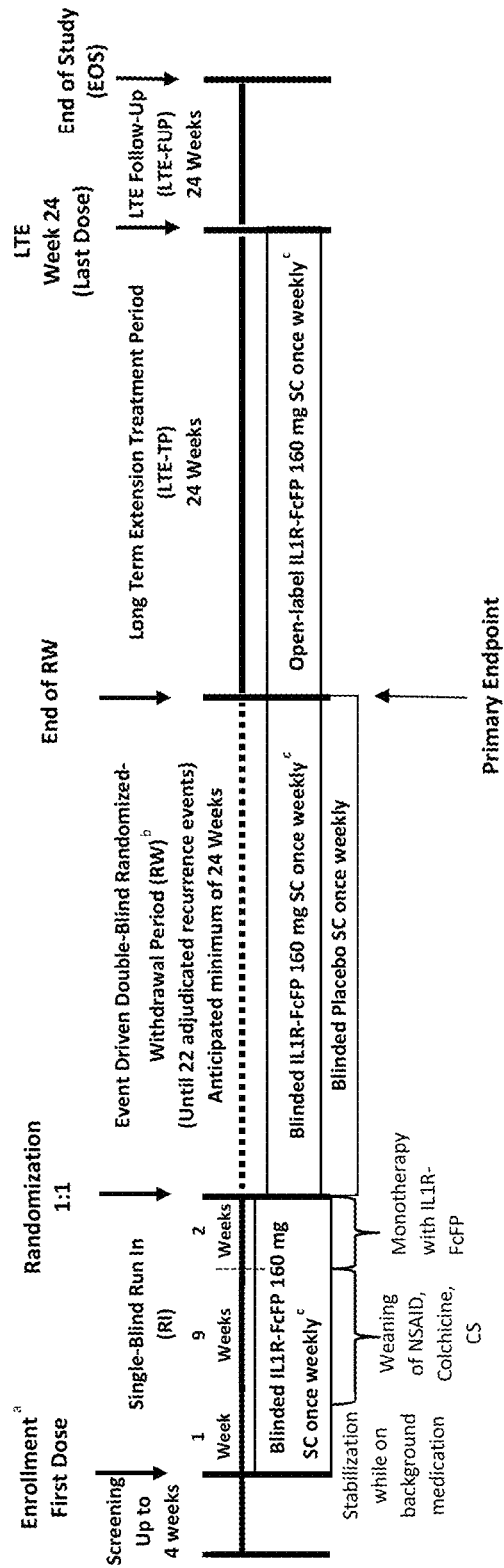 Enrollment a
First Dose
Randomization
1:1
End of RW
LTE
Week 24
(Last Dose)
End of Study
(EOS)
Screening
Up to
4 weeks
Single-Blind Run In
(RI)
1
Week
9
Weeks
2
Weeks
Event Driven Double-Blind Randomized-
Withdrawal Period (RW) b
(Until 22 adjudicated recurrence events)
Anticipated minimum of 24 Weeks
Long Term Extension Treatment Period
(LTE-TP)
24 Weeks
LTE Follow-Up
(LTE-FUP)
24 Weeks
Blinded IL1R-FcFP 160 mg
SC once weekly c
Blinded IL1R-FcFP 160 mg SC once weekly c
Blinded Placebo SC once weekly
Open-label IL1R-FcFP 160 mg SC once weekly c
Stabilization
while on
background
medication
Weaning
of NSAID,
Colchicine,
CS
Monotherapy
with IL1R-
FcFP
Primary Endpoint